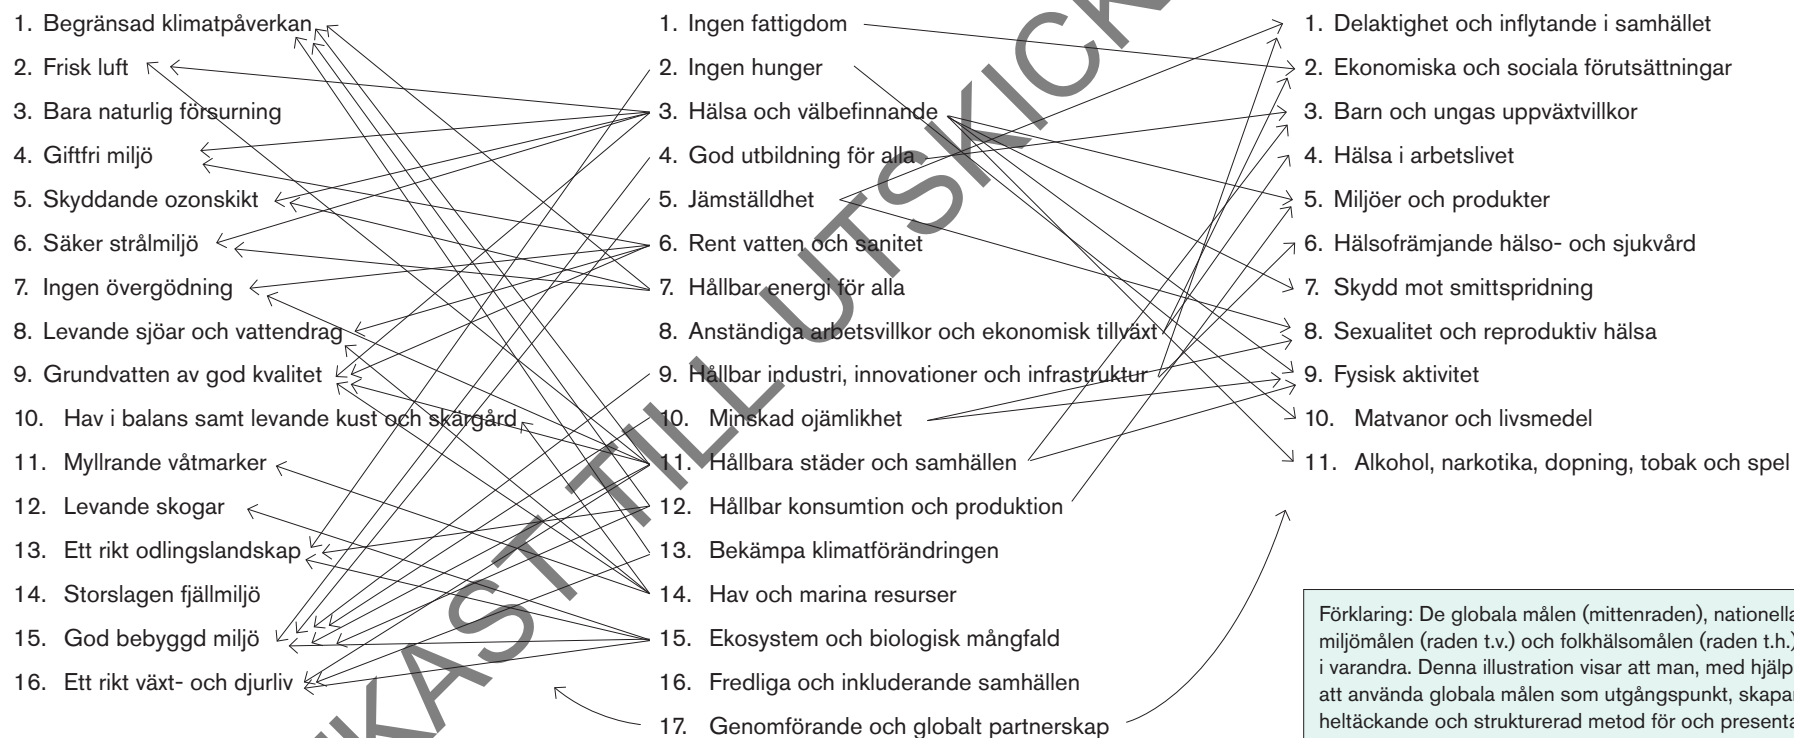 1. Begränsad klimatpåverkan
2. Frisk luft
3. Bara naturlig försurning
4. Giftfri miljö
5. Skyddande ozonskikt
6. Säker strålmiljö
7. Ingen övergödning
8. Levande sjöar och vattendrag
9. Grundvatten av god kvalitet
10. Hav i balans samt levande kust och skärgård
11. Myllrande våtmarker
12. Levande skogar
13. Ett rikt odlingslandskap
14. Storslagen fjällmiljö
15. God bebyggd miljö
16. Ett rikt växt- och djurliv
1. Ingen fattigdom
2. Ingen hunger
3. Hälsa och välbefinnande
4. God utbildning för alla
5. Jämställdhet
6. Rent vatten och sanitet
7. Hållbar energi för alla
8. Anständiga arbetsvillkor och ekonomisk tillväxt
9. Hållbar industri, innovationer och infrastruktur
10. Minskad ojämlikhet
11. Hållbara städer och samhällen
12. Hållbar konsumtion och produktion
13. Bekämpa klimatförändringen
14. Hav och marina resurser
15. Ekosystem och biologisk mångfald
16. Fredliga och inkluderande samhällen
17. Genomförande och globalt partnerskap
1. Delaktighet och inflytande i samhället
2. Ekonomiska och sociala förutsättningar
3. Barn och ungas uppväxtvillkor
4. Hälsa i arbetslivet
5. Miljöer och produkter
6. Hälsofrämjande hälso- och sjukvård
7. Skydd mot smittspridning
8. Sexualitet och reproduktiv hälsa
9. Fysisk aktivitet
10. Matvanor och livsmedel
11. Alkohol, narkotika, dopning, tobak och spel
Förklaring: De globala målen (mittenraden), nationella
miljömålen (raden t.v.) och folkhälsomålen (raden t.h.)
i varandra. Denna illustration visar att man, med hjälp
att använda globala målen som utgångspunkt, skapar
heltäckande och strukturerad metod för och presenta
KAST TILL UTSKICK